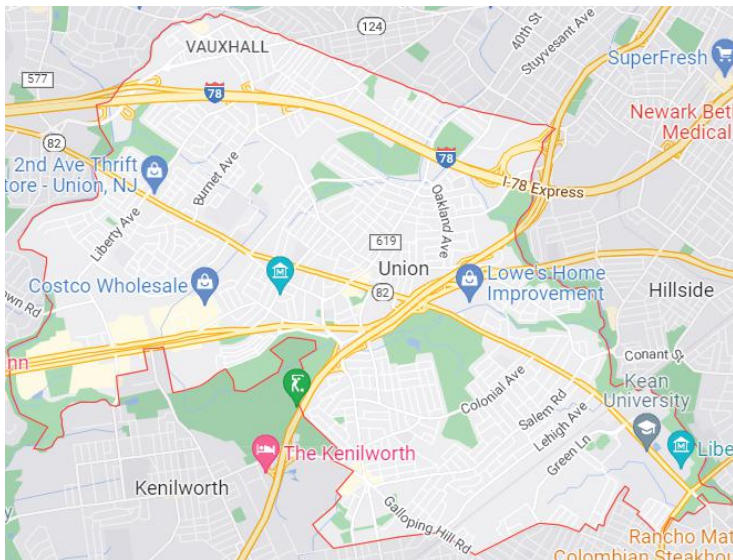 124
VAUXHALL
40th St
Stuyvesant Ave
SuperFresh
577
78
Newark Bet
Medical
82
2nd Ave Thrift
tore - Union, NJ
Burnet Ave
78
I-78 Express
Liberty Ave
Oakland Ave
619
Union
Costco Wholesale
82
Lowe's Home
Improvement
Hillside
own Rd
nn
Conant St
Kean
University
Colonial Ave
Salem Rd
Lehigh Ave
Green Ln
The Kenilworth
Libe
Kenilworth
y
Galloping Hill Rd
Rancho Mat
Colombian Steakhou